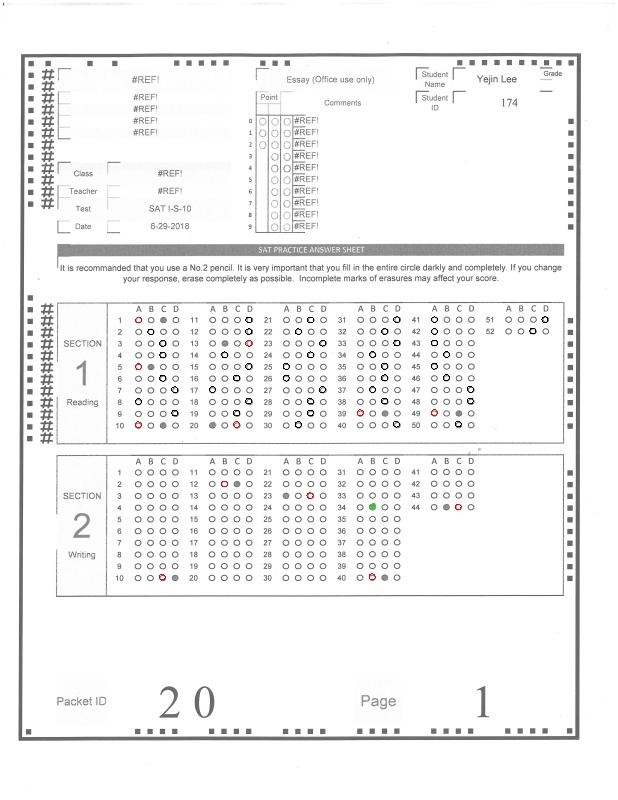 #REF! Essay (Office use only) Student Name Yejin Lee Grade
#REF! Point Comments Student ID 174
#REF!
#REF!
#REF!
0 #REF!
1 #REF!
2 #REF!
3 #REF!
4 #REF!
5 #REF!
6 #REF!
7 #REF!
8 #REF!
9 #REF!
Class #REF!
Teacher #REF!
Test SAT I-S-10
Date 6-29-2018
SAT PRACTICE ANSWER SHEET
It is recommended that you use a No.2 pencil. It is very important that you fill in the entire circle darkly and completely. If you change
your response, erase completely as possible. Incomplete marks of erasures may affect your score.
SECTION
1
Reading
A B C D A B C D A B C D A B C D A B C D A B C D
1 11 21 31 41 51
2 12 22 32 42 52
3 13 23 33 43
4 14 24 34 44
5 15 25 35 45
6 16 26 36 46
7 17 27 37 47
8 18 28 38 48
9 19 29 39 49
10 20 30 40 50
SECTION
2
Writing
A B C D A B C D A B C D A B C D A B C D
1 11 21 31 41
2 12 22 32 42
3 13 23 33 43
4 14 24 34 44
5 15 25 35
6 16 26 36
7 17 27 37
8 18 28 38
9 19 29 39
10 20 30 40
Packet ID 20 Page 1